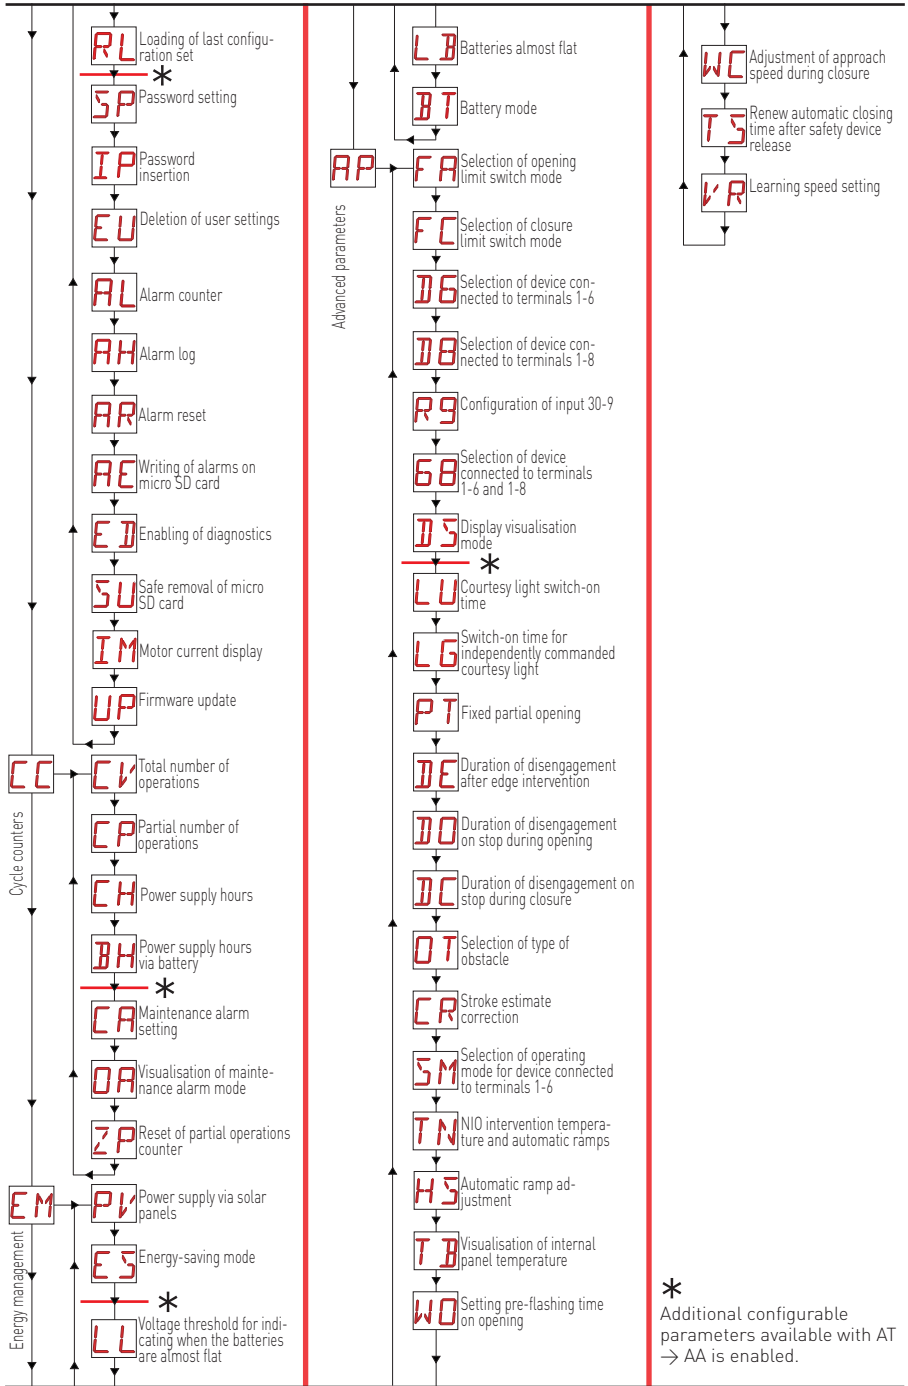 RL
Loading of last configu-
ration set
*
SP
Password setting
IP
Password
insertion
EU
Deletion of user settings
AL
Alarm counter
AH
Alarm log
AR
Alarm reset
AE
Writing of alarms on
micro SD card
ED
Enabling of diagnostics
SU
Safe removal of micro
SD card
IM
Motor current display
UP
Firmware update
CC
Cycle counters
CV
Total number of
operations
CP
Partial number of
operations
CH
Power supply hours
BH
Power supply hours
via battery
*
CA
Maintenance alarm
setting
OA
Visualisation of mainte-
nance alarm mode
ZP
Reset of partial operations
counter
EM
Energy management
PV
Power supply via solar
panels
ES
Energy-saving mode
*
LL
Voltage threshold for indi-
cating when the batteries
are almost flat
LB
Batteries almost flat
BT
Battery mode
AP
Advanced parameters
FA
Selection of opening
limit switch mode
FC
Selection of closure
limit switch mode
D6
Selection of device con-
nected to terminals 1-6
D8
Selection of device con-
nected to terminals 1-8
R9
Configuration of input 30-9
68
Selection of device
connected to terminals
1-6 and 1-8
DS
Display visualisation
mode
*
LU
Courtesy light switch-on
time
LG
Switch-on time for
independently commanded
courtesy light
PT
Fixed partial opening
DE
Duration of disengagement
after edge intervention
DO
Duration of disengagement
on stop during opening
DC
Duration of disengagement on
stop during closure
OT
Selection of type of
obstacle
CR
Stroke estimate
correction
SM
Selection of operating
mode for device connected
to terminals 1-6
TN
NIO intervention tempera-
ture and automatic ramps
HS
Automatic ramp ad-
justment
TB
Visualisation of internal
panel temperature
WO
Setting pre-flashing time
on opening
WC
Adjustment of approach
speed during closure
TS
Renew automatic closing
time after safety device
release
VR
Learning speed setting
*
Additional configurable
parameters available with AT
→ AA is enabled.